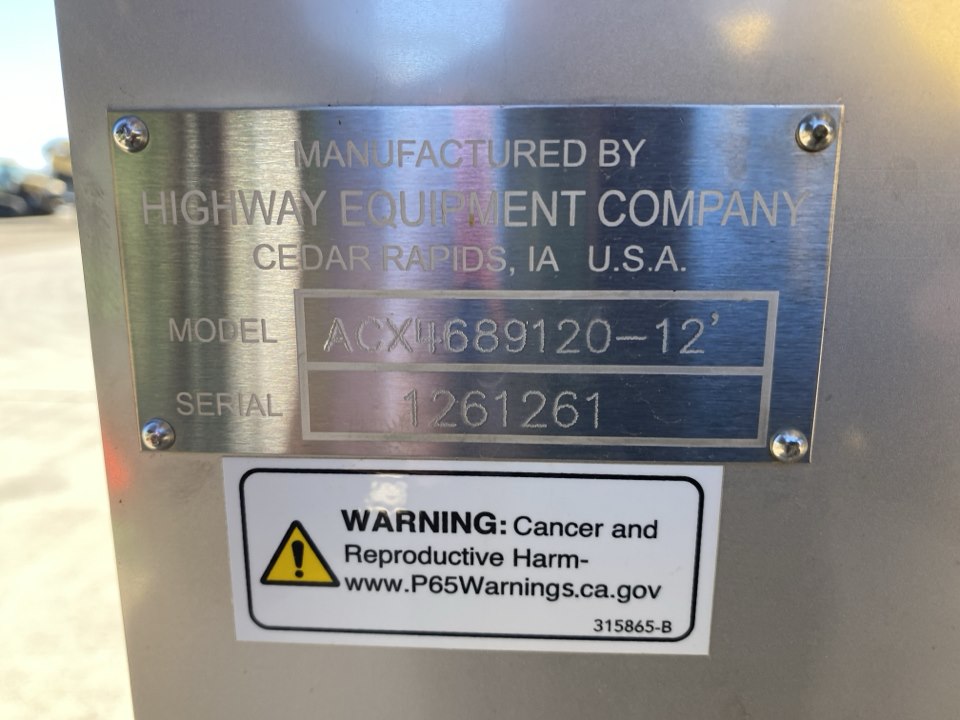 MANUFACTURED BY
HIGHWAY EQUIPMENT COMPANY
CEDAR RAPIDS, IA U.S.A.
MODEL ACX4689120-12'
SERIAL 1261261
WARNING: Cancer and
Reproductive Harm-
www.P65Warnings.ca.gov
315865-B